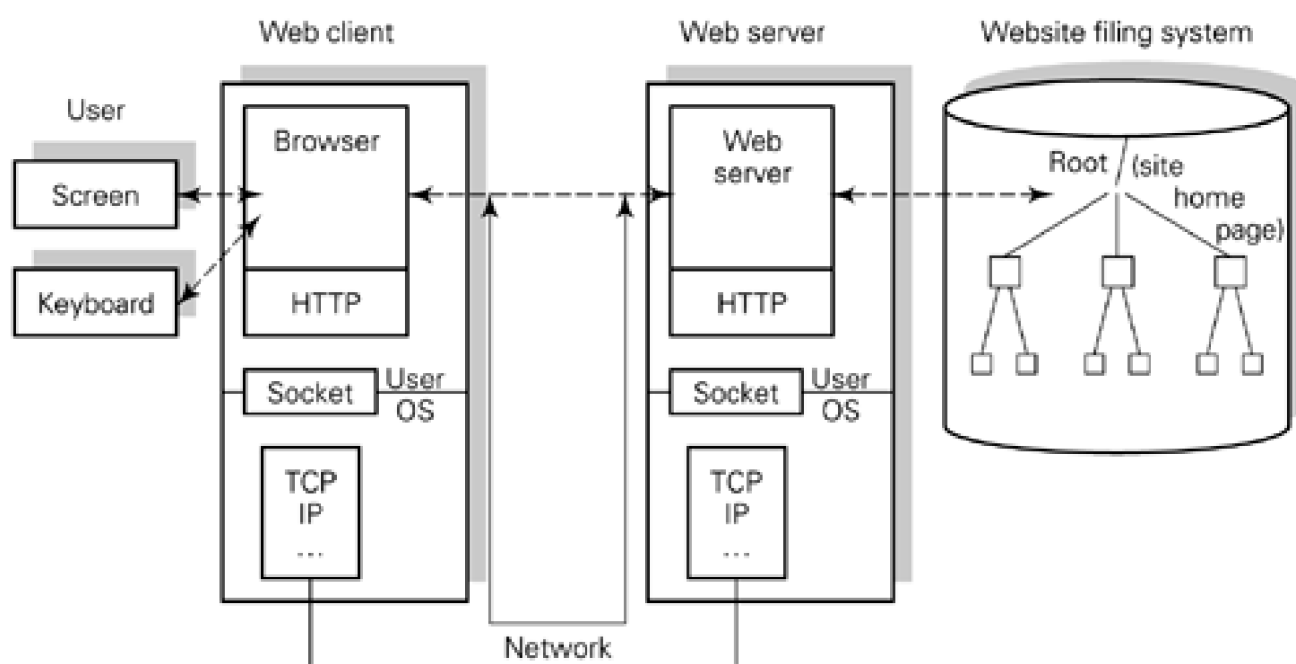 Web client
Web server
Website filing system
User
Screen
Keyboard
Browser
HTTP
Socket
User
OS
TCP
IP
...
Web
server
HTTP
Socket
User
OS
TCP
IP
...
Root (site
home
page)
Network